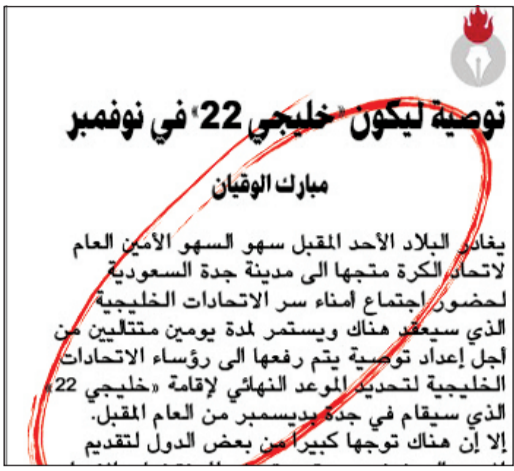 توصية ليكون «خليجي 22» في نوفمبر
مبارك الوقيان
يغادر البلاد الأحد المقبل سهو السهو الأمين العام
لاتحاد الكرة متجها الى مدينة جدة السعودية
لحضور اجتماع أمناء سر الاتحادات الخليجية
الذي سيعقد هناك ويستمر لمدة يومين متتاليين من
أجل إعداد توصية يتم رفعها الى رؤساء الاتحادات
الخليجية لتحديد الموعد النهائي لإقامة «خليجي 22»
الذي سيقام في جدة بديسمبر من العام المقبل.
إلا إن هناك توجها كبيرا من بعض الدول لتقديم